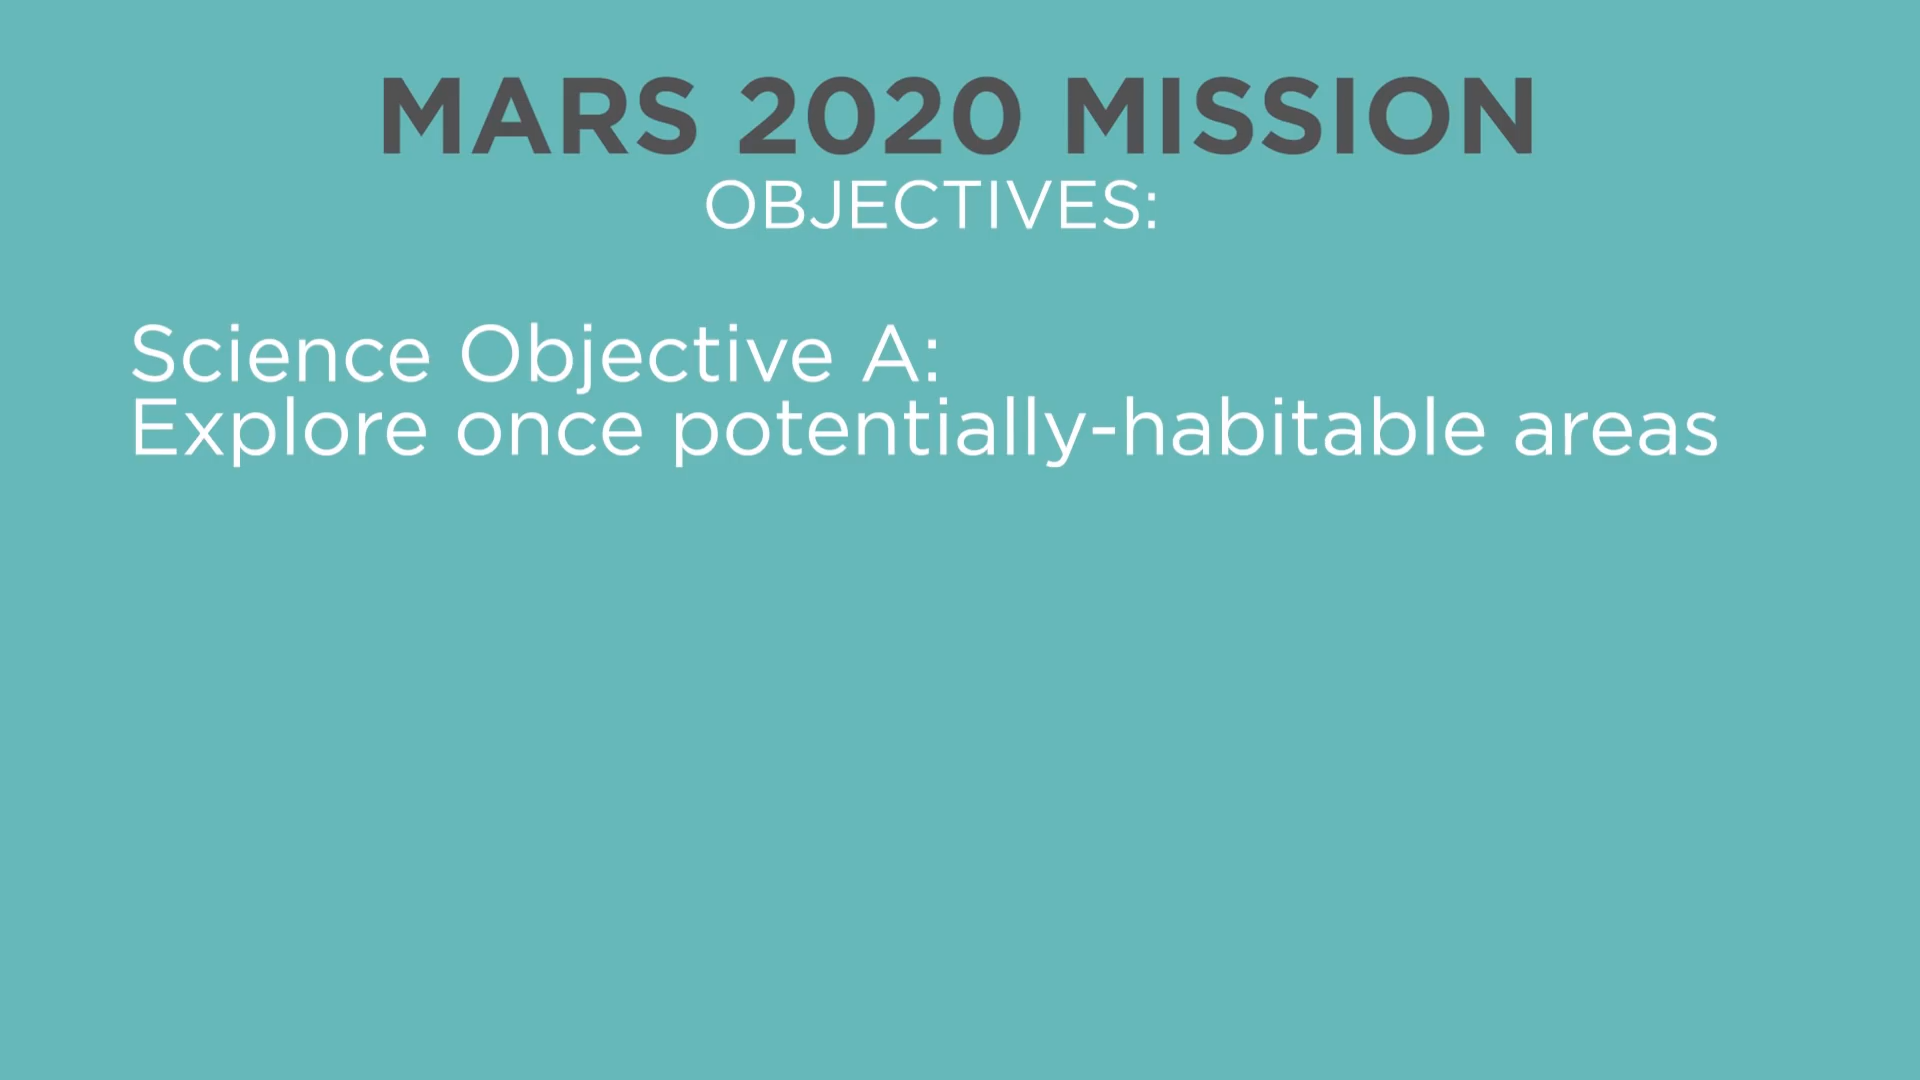 MARS 2020 MISSION
OBJECTIVES:
Science Objective A:
Explore once potentially-habitable areas